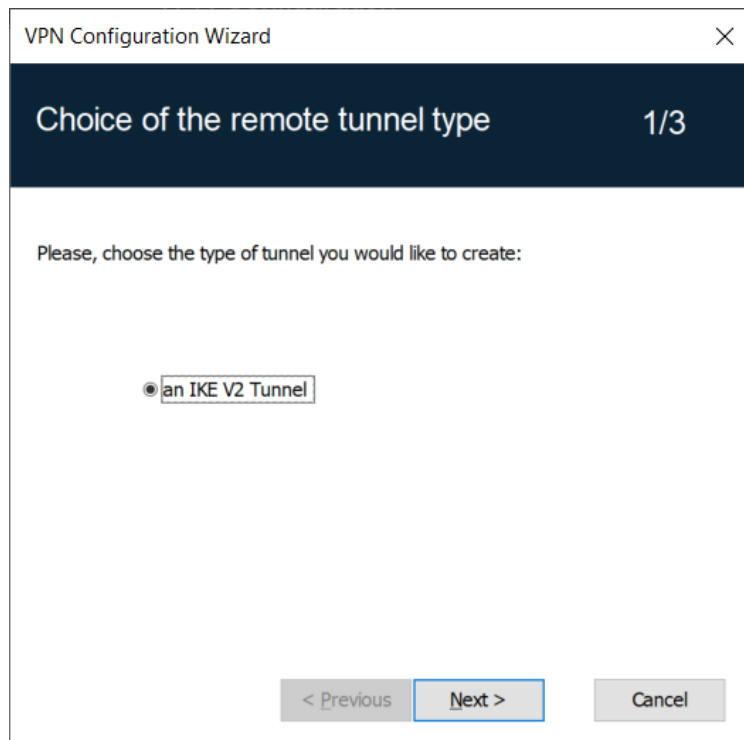 VPN Configuration Wizard
Choice of the remote tunnel type 1/3
Please, choose the type of tunnel you would like to create:
an IKE V2 Tunnel
< Previous Next > Cancel